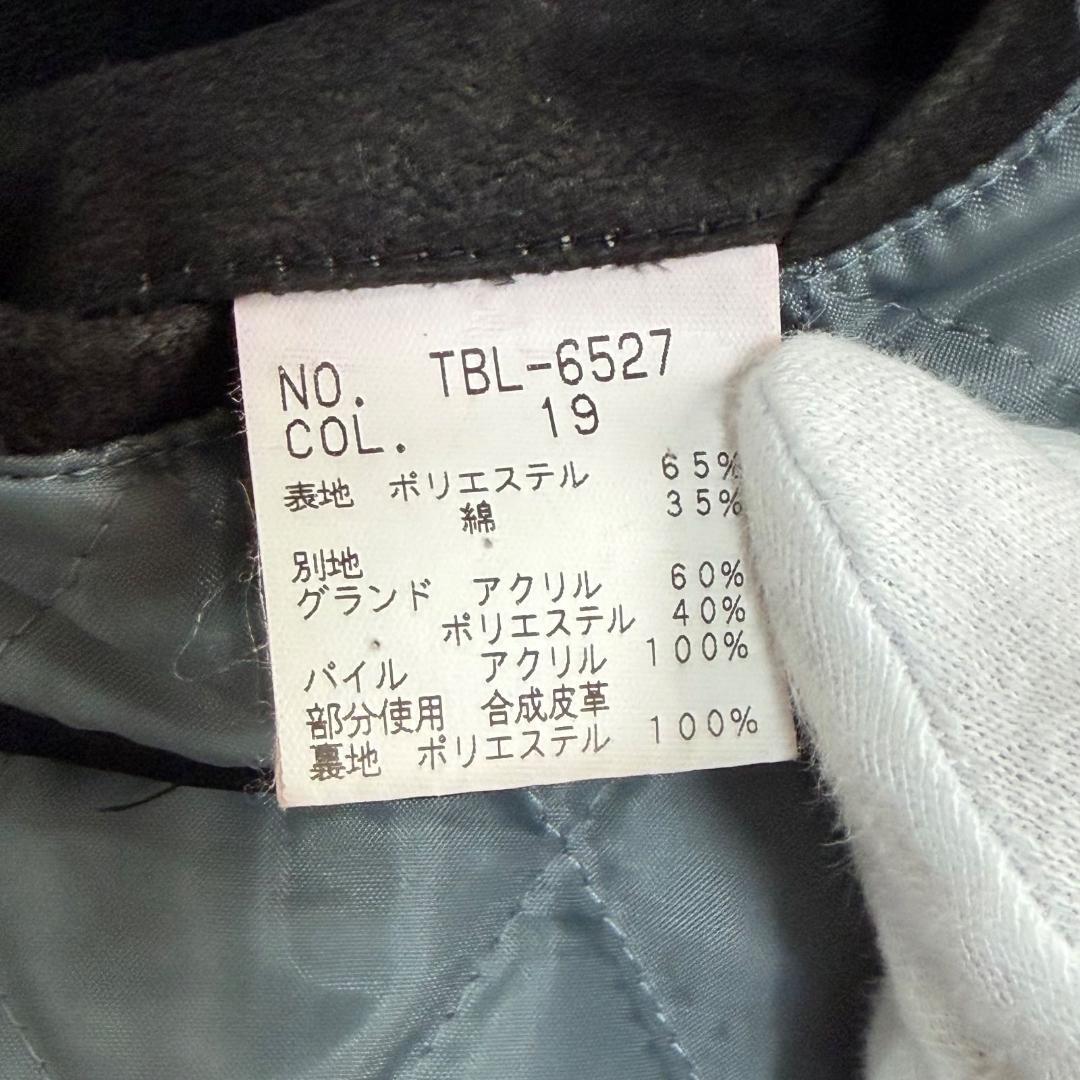 NO. TBL-6527
COL. 19
表地 ポリエステル 65%
綿 35%
別地
グランド アクリル 60%
ポリエステル 40%
パイル アクリル 100%
部分使用 合成皮革
裏地 ポリエステル 100%